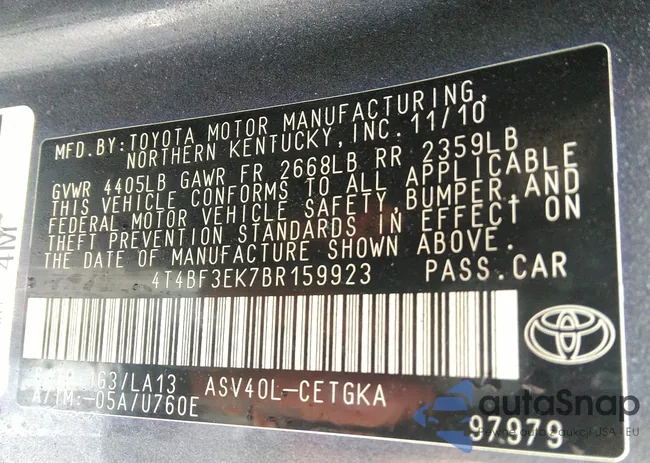 MFD.BY: TOYOTA MOTOR MANUFACTURING,
NORTHERN KENTUCKY, INC. 11/10
GVWR 4405LB GAWR FR 2668LB RR 2359LB
THIS VEHICLE CONFORMS TO ALL APPLICABLE
FEDERAL MOTOR VEHICLE SAFETY, BUMPER, AND
THEFT PREVENTION STANDARDS IN EFFECT ON
THE DATE OF MANUFACTURE SHOWN ABOVE.
4T4BF3EK7BR159923 PASS.CAR
/LA13 ASV40L-CETGKA
A/TM:-05A/U760E 97979
4M
autoSnap